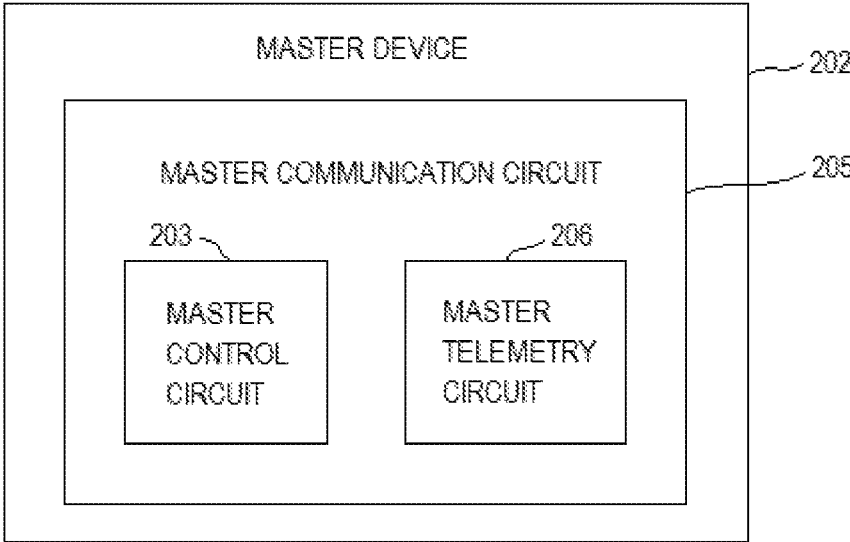 MASTER DEVICE
202
MASTER COMMUNICATION CIRCUIT
205
203
206
MASTER
CONTROL
CIRCUIT
MASTER
TELEMETRY
CIRCUIT